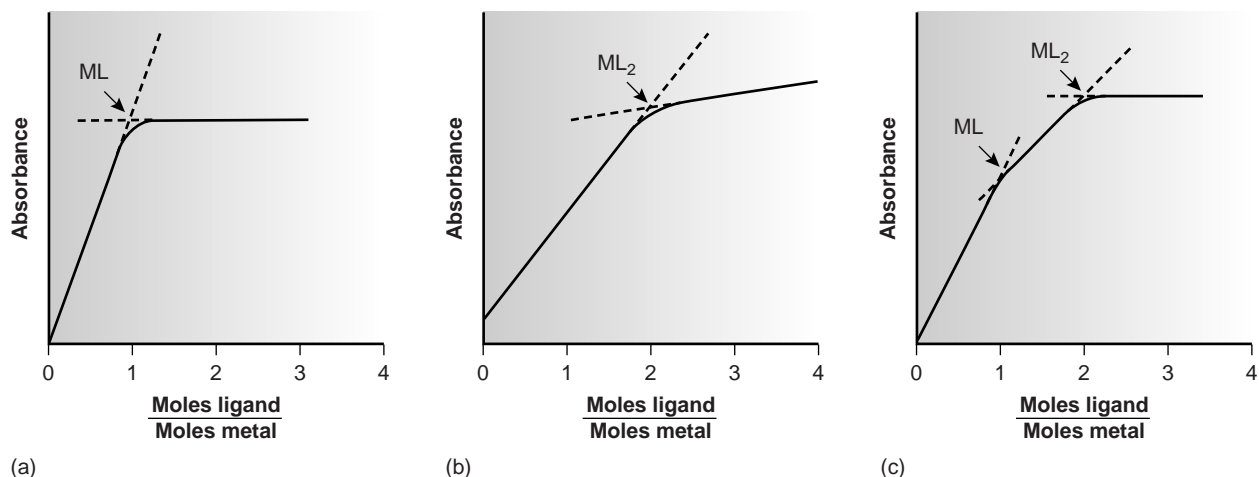 ML
Absorbance
0 1 2 3 4
Moles ligand
Moles metal
(a)
ML₂
Absorbance
0 1 2 3 4
Moles ligand
Moles metal
(b)
ML₂
ML
Absorbance
0 1 2 3 4
Moles ligand
Moles metal
(c)